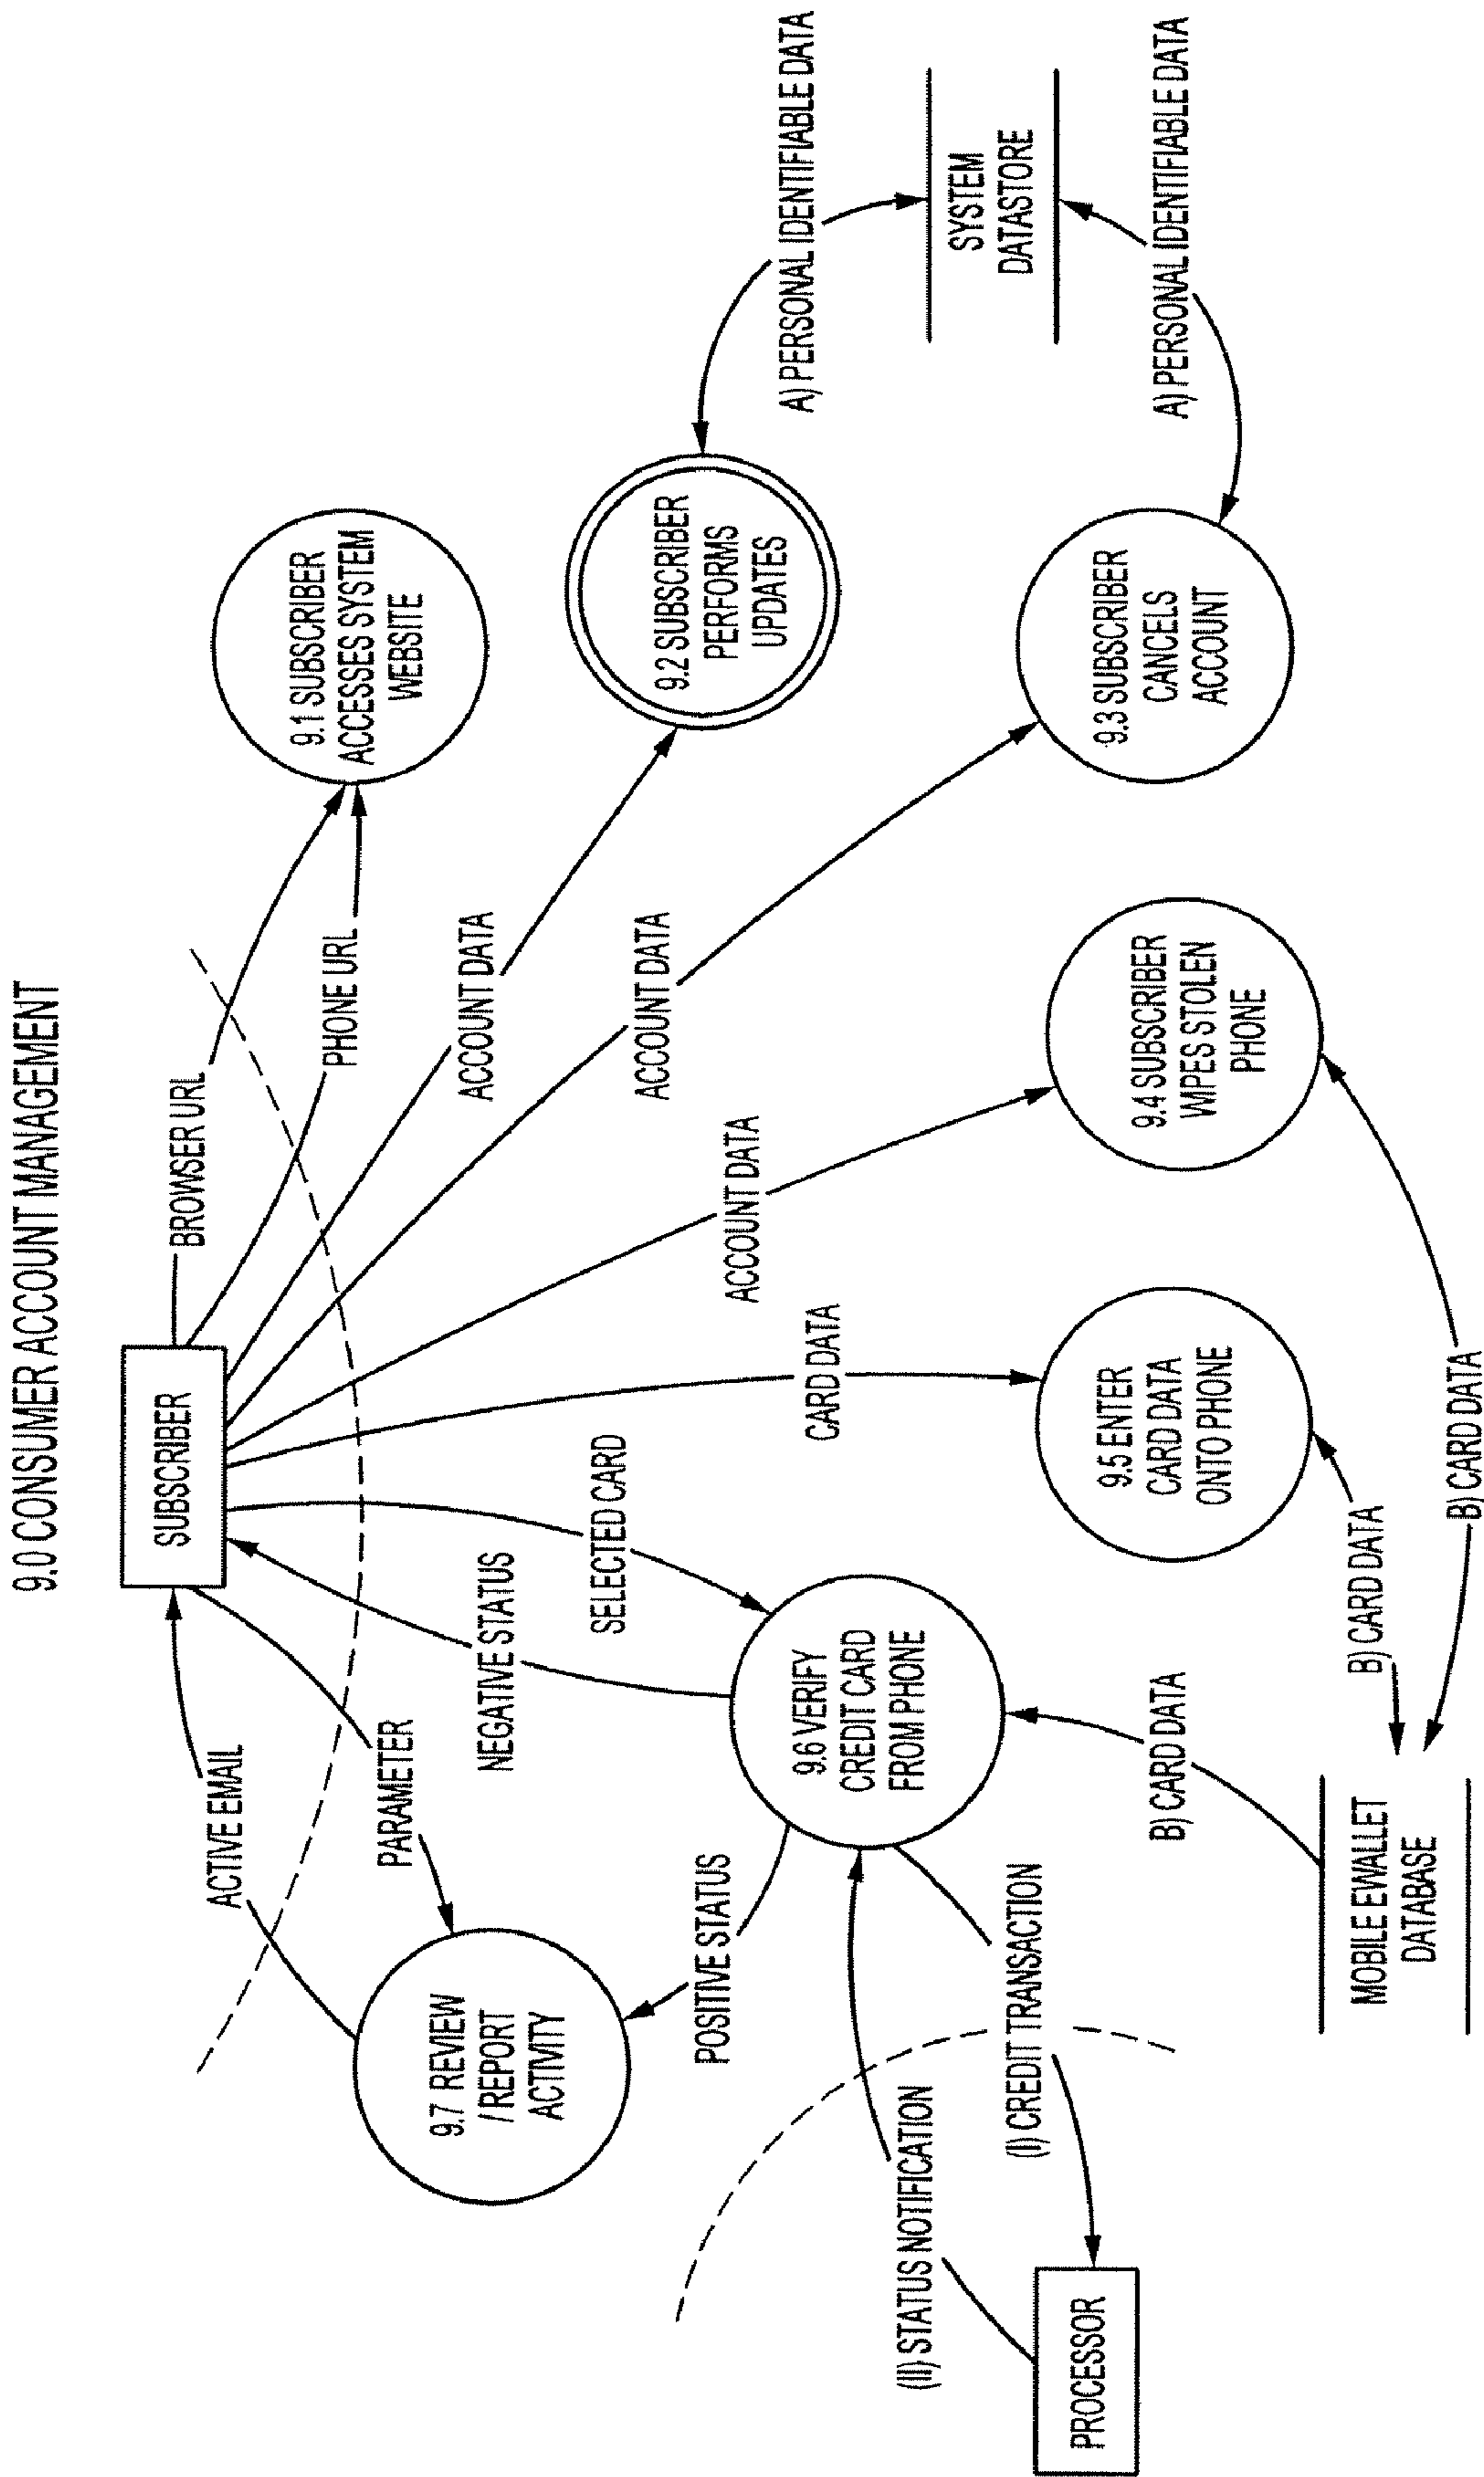 9.0 CONSUMER ACCOUNT MANAGEMENT
SUBSCRIBER
ACTIVE EMAIL
PARAMETER
NEGATIVE STATUS
SELECTED CARD
CARD DATA
ACCOUNT DATA
ACCOUNT DATA
ACCOUNT DATA
PHONE URL
BROWSER URL
9.1 SUBSCRIBER
ACCESSES SYSTEM
WEBSITE
9.2 SUBSCRIBER
PERFORMS
UPDATES
A) PERSONAL IDENTIFIABLE DATA
SYSTEM
DATASTORE
A) PERSONAL IDENTIFIABLE DATA
9.3 SUBSCRIBER
CANCELS
ACCOUNT
9.4 SUBSCRIBER
WIPES STOLEN
PHONE
9.5 ENTER
CARD DATA
ONTO PHONE
9.6 VERIFY
CREDIT CARD
FROM PHONE
9.7 REVIEW
/ REPORT
ACTIVITY
POSITIVE STATUS
(II) STATUS NOTIFICATION
(I) CREDIT TRANSACTION
PROCESSOR
B) CARD DATA
B) CARD DATA
B) CARD DATA
MOBILE EWALLET
DATABASE